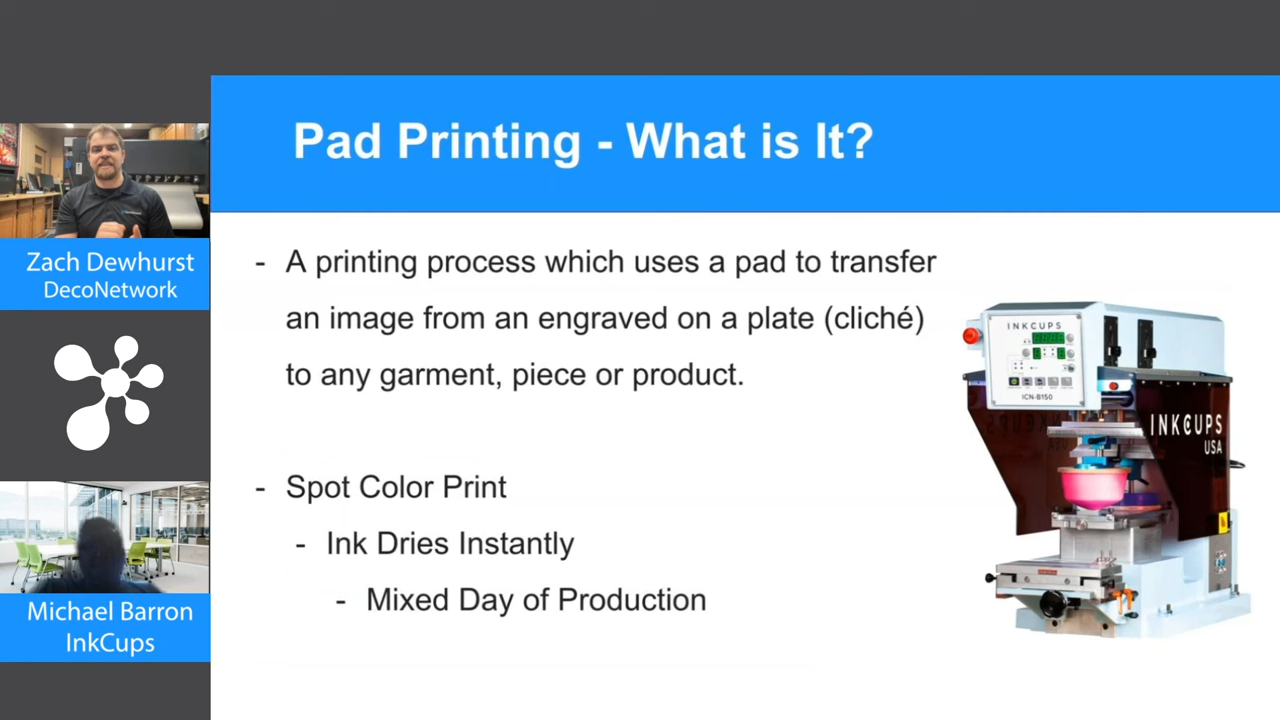 Pad Printing - What is It?
Zach Dewhurst
DecoNetwork
- A printing process which uses a pad to transfer
an image from an engraved on a plate (cliché)
to any garment, piece or product.
- Spot Color Print
- Ink Dries Instantly
- Mixed Day of Production
INKCUPS
ICN-B150
INKCUPS
USA
Michael Barron
InkCups